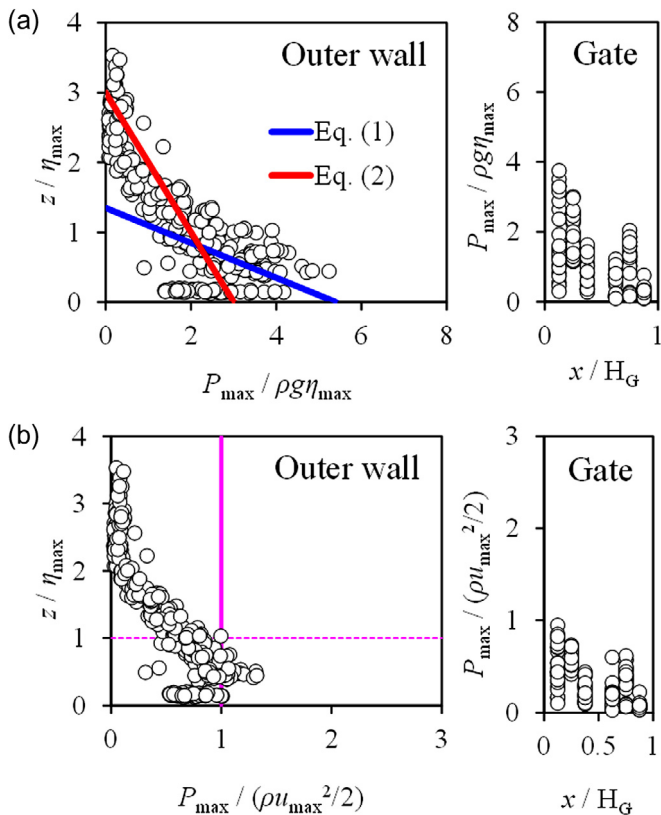 (a)
4
3
2
1
0
z / ηmax
Outer wall
Eq. (1)
Eq. (2)
0 2 4 6 8
Pmax / ρgηmax
8
6
4
2
0
Pmax / ρgηmax
Gate
0 1
x / HG
(b)
4
3
2
1
0
z / ηmax
Outer wall
0 1 2 3
Pmax / (ρumax²/2)
3
2
1
0
Pmax / (ρumax²/2)
Gate
0 0.5 1
x / HG